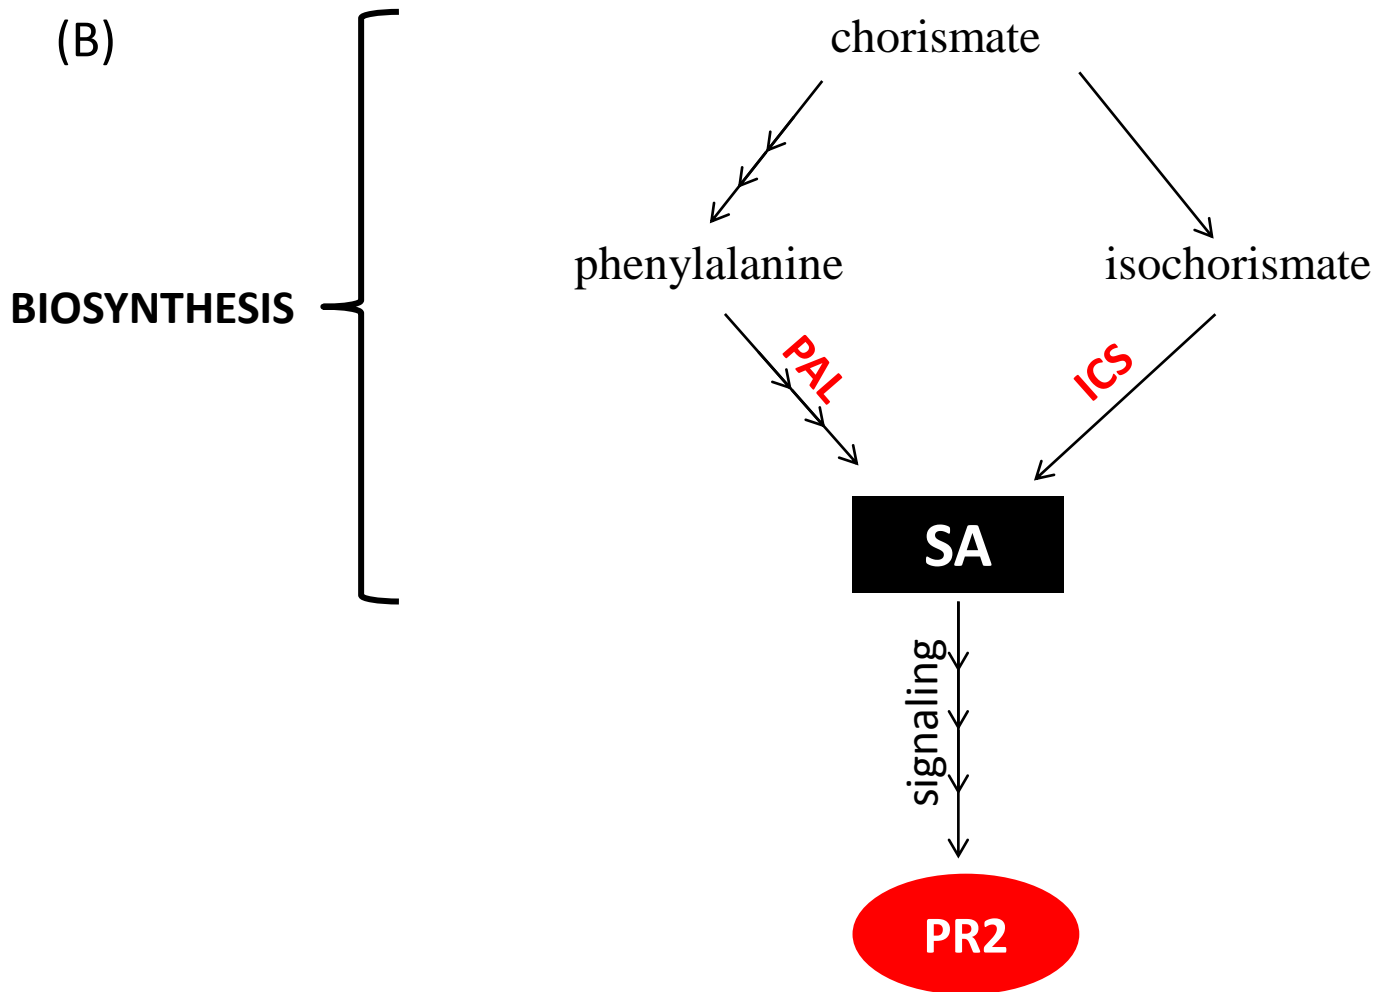 (B)
chorismate
phenylalanine
isochorismate
BIOSYNTHESIS
PAL
ICS
SA
signaling
PR2